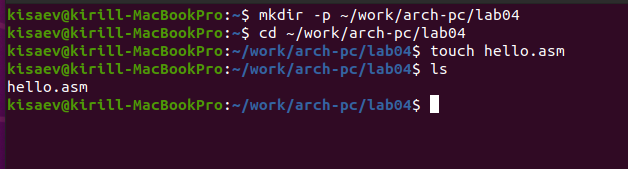 kisaev@kirill-MacBookPro:~$ mkdir -p ~/work/arch-pc/lab04
kisaev@kirill-MacBookPro:~$ cd ~/work/arch-pc/lab04
kisaev@kirill-MacBookPro:~/work/arch-pc/lab04$ touch hello.asm
kisaev@kirill-MacBookPro:~/work/arch-pc/lab04$ ls
hello.asm
kisaev@kirill-MacBookPro:~/work/arch-pc/lab04$